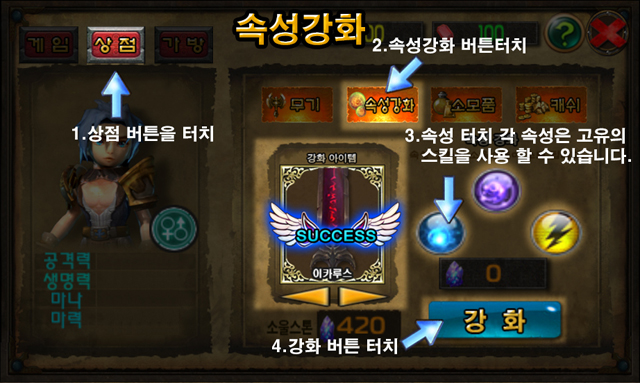 속성강화
게임
상점
가방
100
?
2.속성강화 버튼터치
무기
속성강화
소모품
캐쉬
1.상점 버튼을 터치
3.속성 터치 각 속성은 고유의
스킬을 사용 할 수 있습니다.
강화 아이템
SUCCESS
이카루스
공격력
생명력
마나
마력
0
소울스톤
420
강 화
4.강화 버튼 터치